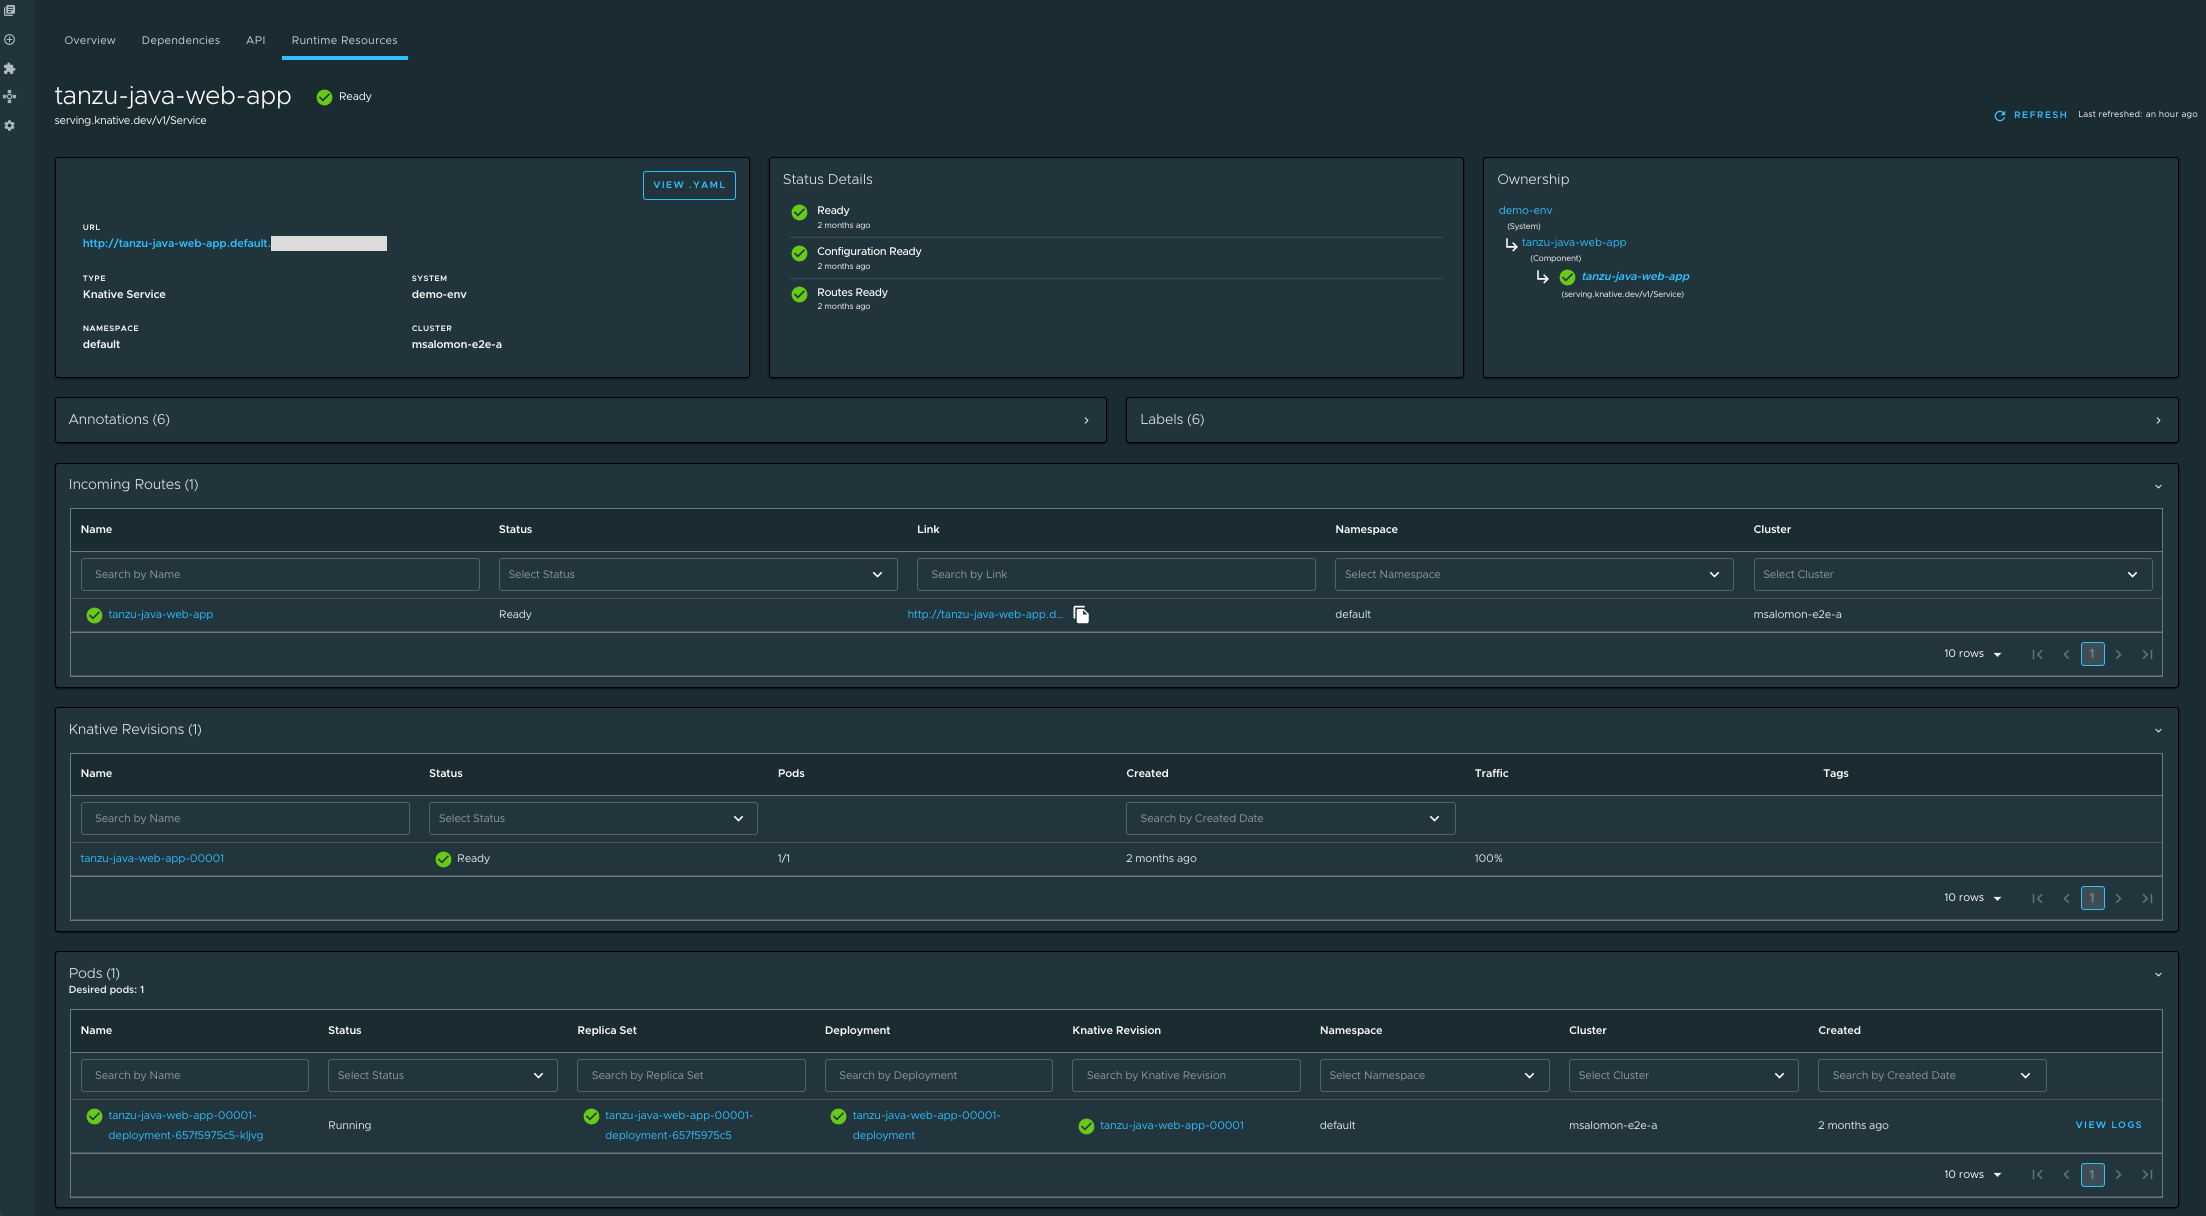 Overview Dependencies API Runtime Resources
tanzu-java-web-app Ready
serving.knative.dev/v1/Service
REFRESH Last refreshed: an hour ago
VIEW .YAML
URL
http://tanzu-java-web-app.default.
TYPE SYSTEM
Knative Service demo-env
NAMESPACE CLUSTER
default msalomon-e2e-a
Status Details
Ready
2 months ago
Configuration Ready
2 months ago
Routes Ready
2 months ago
Ownership
demo-env
(System)
tanzu-java-web-app
(Component)
tanzu-java-web-app
(serving.knative.dev/v1/Service)
Annotations (6)
Labels (6)
Incoming Routes (1)
Name Status Link Namespace Cluster
Search by Name Select Status Search by Link Select Namespace Select Cluster
tanzu-java-web-app Ready http://tanzu-java-web-app.d... default msalomon-e2e-a
10 rows 1
Knative Revisions (1)
Name Status Pods Created Traffic Tags
Search by Name Select Status Search by Created Date
tanzu-java-web-app-00001 Ready 1/1 2 months ago 100%
10 rows 1
Pods (1)
Desired pods: 1
Name Status Replica Set Deployment Knative Revision Namespace Cluster Created
Search by Name Select Status Search by Replica Set Search by Deployment Search by Knative Revision Select Namespace Select Cluster Search by Created Date
tanzu-java-web-app-00001- tanzu-java-web-app-00001- tanzu-java-web-app-00001-
Running tanzu-java-web-app-00001 default msalomon-e2e-a 2 months ago VIEW LOGS
deployment-657f5975c5-kljvg deployment-657f5975c5 deployment
10 rows 1